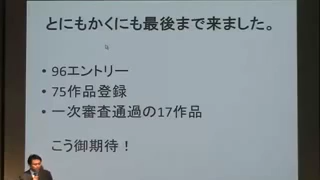 とにもかくにも最後まで来ました。
• 96エントリー
• 75作品登録
• 一次審査通過の17作品
こう御期待！